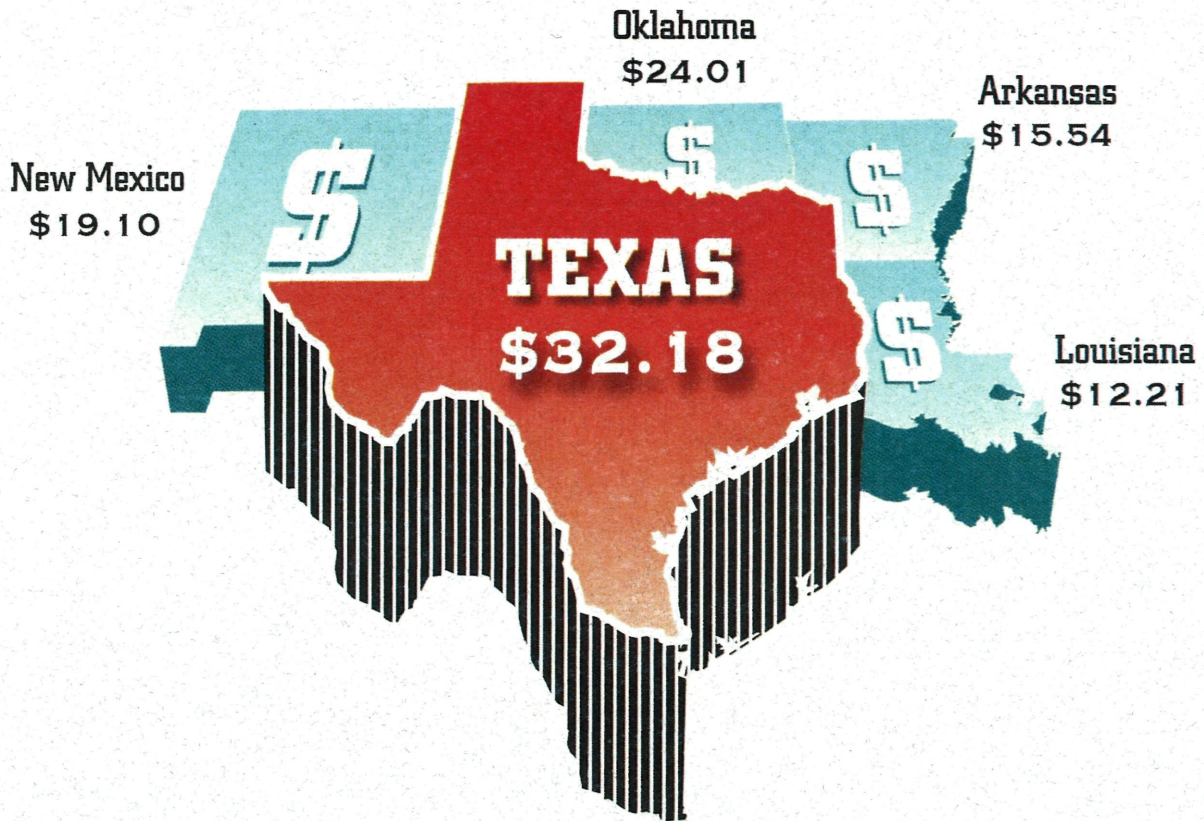 Oklahoma
$24.01
Arkansas
$15.54
New Mexico
$19.10
$
$
$
TEXAS
$32.18
$
Louisiana
$12.21